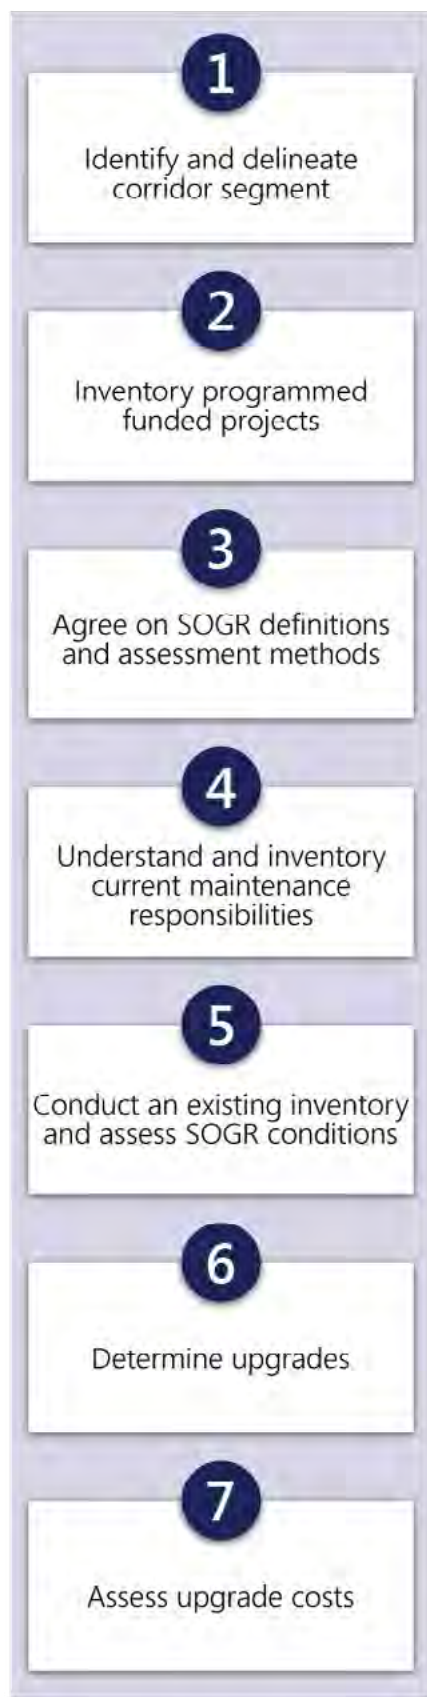 1
Identify and delineate
corridor segment
2
Inventory programmed
funded projects
3
Agree on SOGR definitions
and assessment methods
4
Understand and inventory
current maintenance
responsibilities
5
Conduct an existing inventory
and assess SOGR conditions
6
Determine upgrades
7
Assess upgrade costs